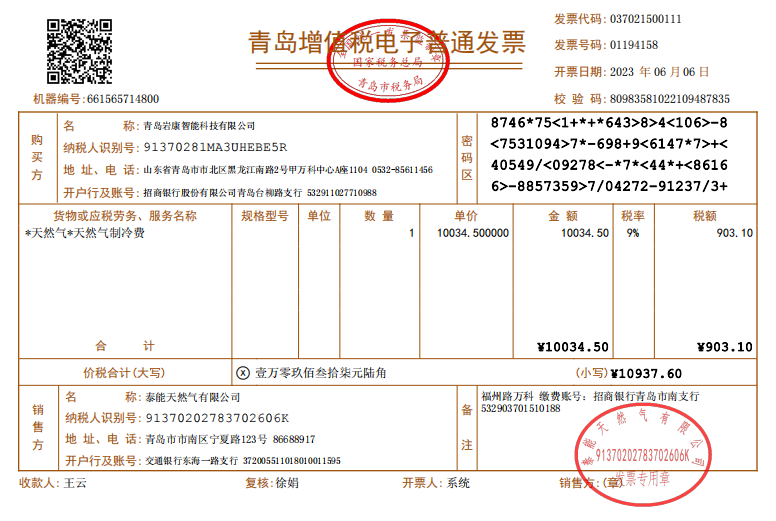 青岛增值税电子普通发票
国家税务总局
青岛市税务局
发票代码: 037021500111
发票号码: 01194158
开票日期: 2023 年 06 月 06 日
机器编号: 661565714800
校 验 码: 80983581022109487835
购买方
名 称: 青岛岩康智能科技有限公司
纳税人识别号: 91370281MA3UHEBE5R
地 址、电 话: 山东省青岛市市北区黑龙江南路2号甲万科中心A座1104 0532-85611456
开户行及账号: 招商银行股份有限公司青岛台柳路支行 532911027710988
密码区
8746*75<1+*+*643>8>4<106>-8
<7531094>7*-698+9<6147*7>+<
40549/<09278<-*7*<44*+<8616
6>-8857359>7/04272-91237/3+
货物或应税劳务、服务名称 规格型号 单位 数 量 单价 金 额 税率 税额
*天然气*天然气制冷费 1 10034.500000 10034.50 9% 903.10
合 计 ¥10034.50 ¥903.10
价税合计(大写) ⓧ 壹万零玖佰叁拾柒元陆角 (小写) ¥10937.60
销售方
名 称: 泰能天然气有限公司
纳税人识别号: 91370202783702606K
地 址、电 话: 青岛市市南区宁夏路123号 86688917
开户行及账号: 交通银行东海一路支行 372005511018010011595
备注
福州路万科 缴费账号: 招商银行青岛市南支行
532903701510188
泰能天然气有限公司
91370202783702606K
发票专用章
收款人: 王云 复核: 徐娟 开票人: 系统 销售方: (章)